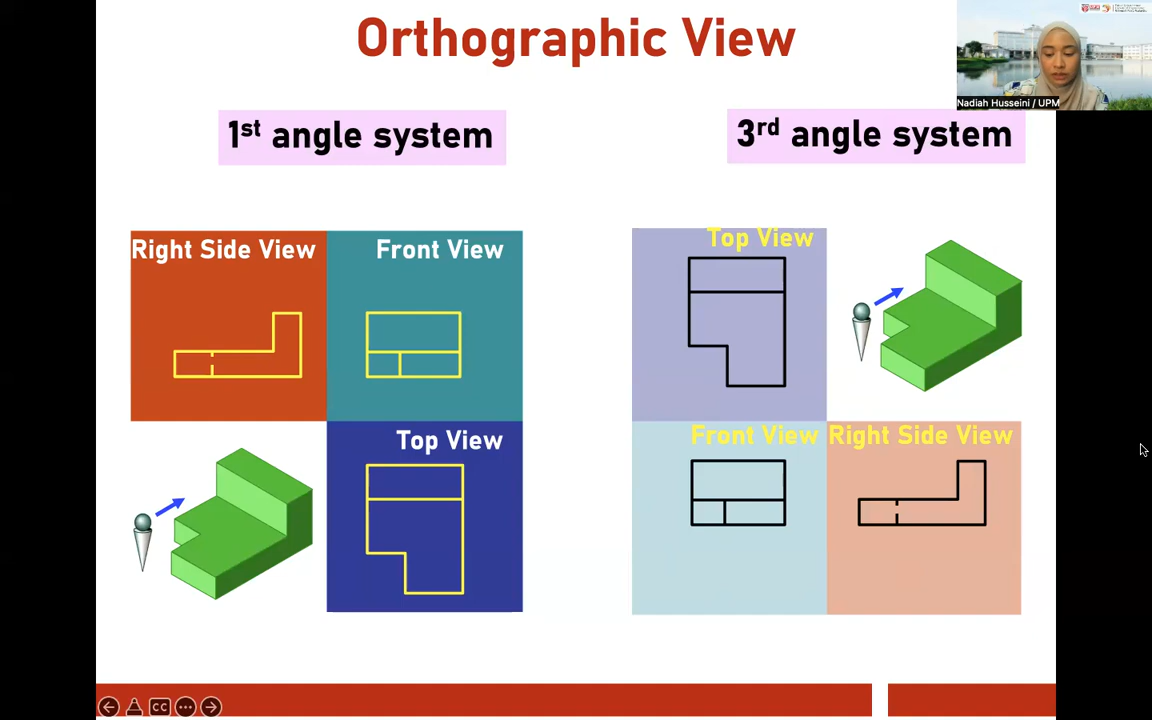 Orthographic View
Nadiah Husseini / UPM
1st angle system
3rd angle system
Right Side View
Front View
Top View
Top View
Front View
Right Side View
CC